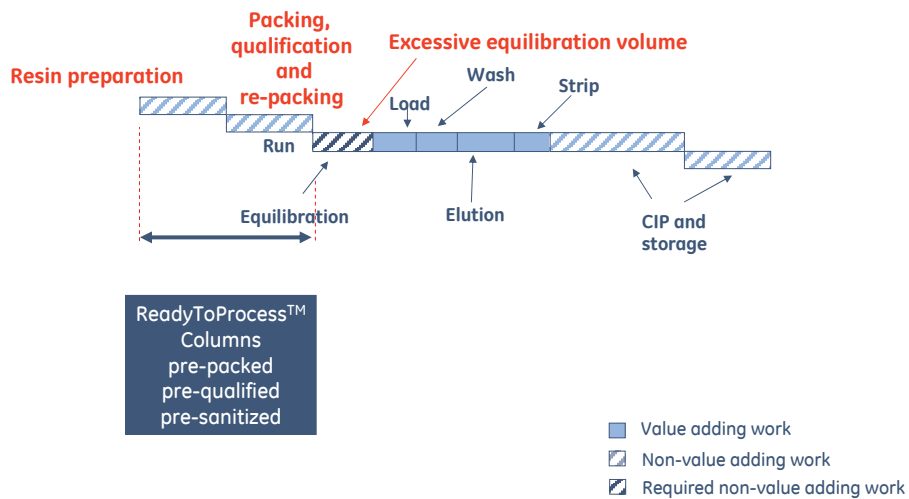 Packing,
qualification
and
re-packing
Excessive equilibration volume
Resin preparation
Wash
Strip
Load
Run
Equilibration
Elution
CIP and
storage
ReadyToProcess™
Columns
pre-packed
pre-qualified
pre-sanitized
Value adding work
Non-value adding work
Required non-value adding work